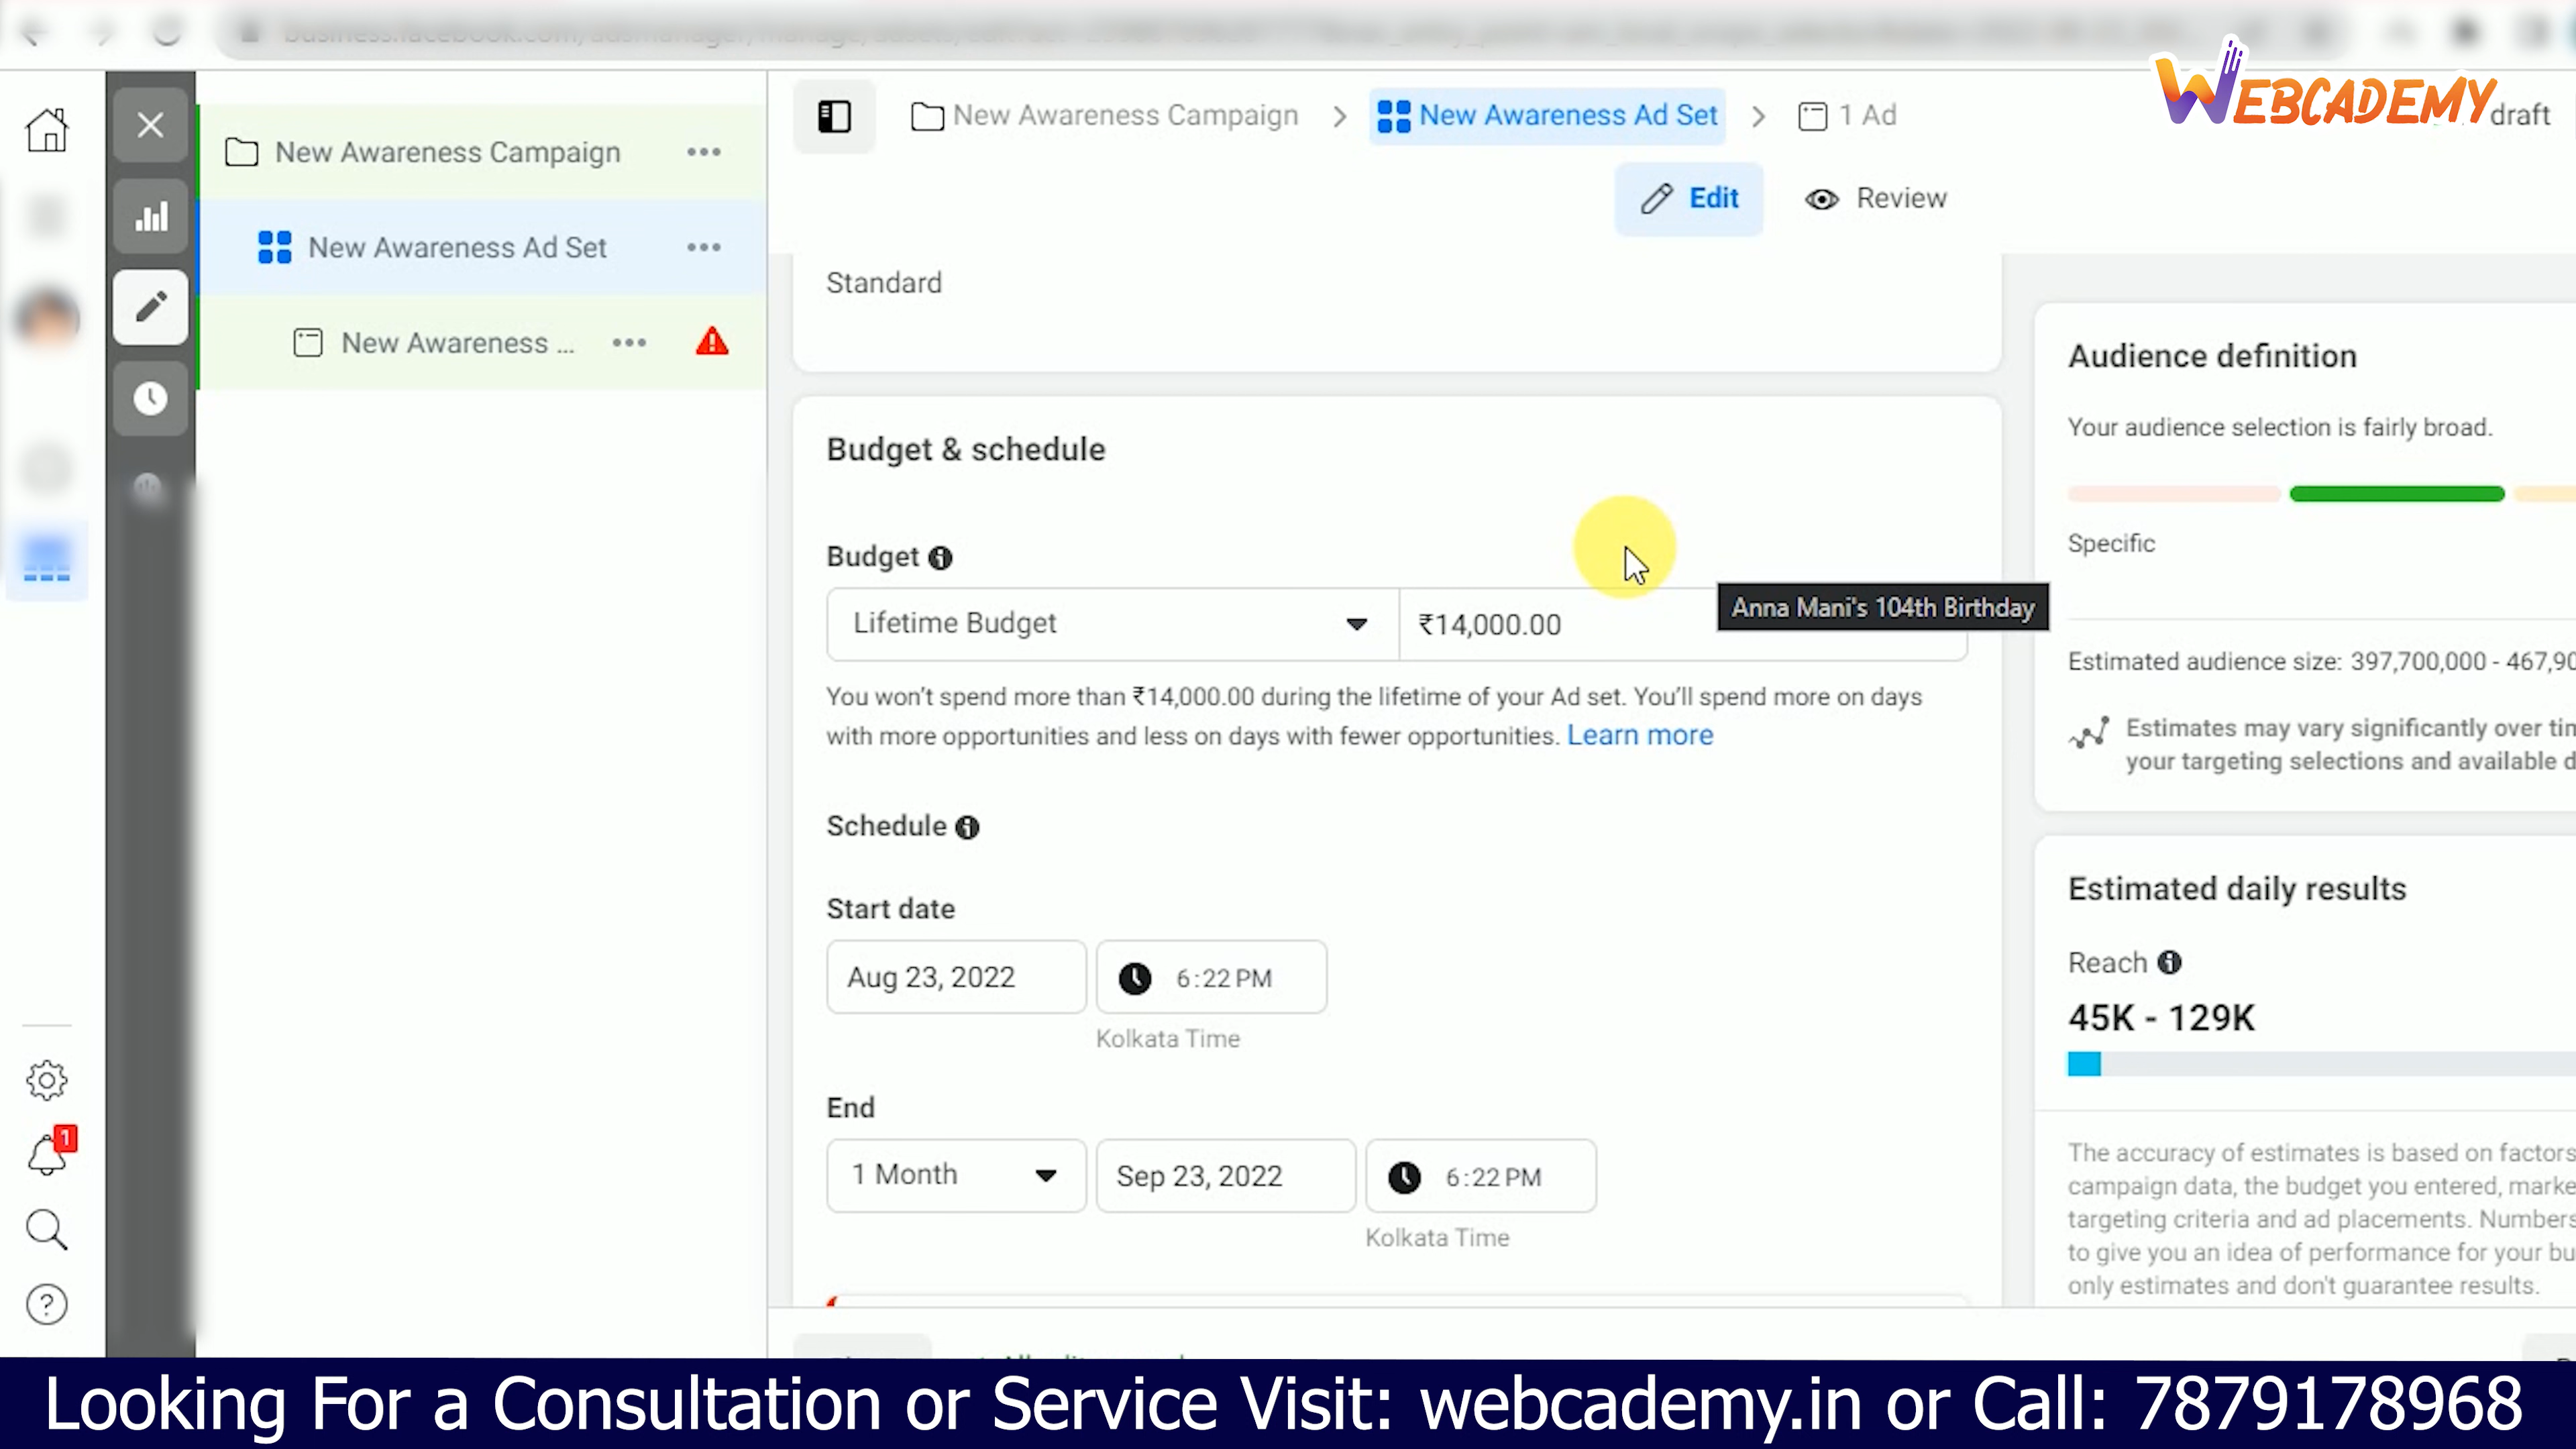 WEBCADEMY
draft
New Awareness Campaign
New Awareness Ad Set
1 Ad
New Awareness Campaign
New Awareness Ad Set
New Awareness ...
Edit
Review
Standard
Budget & schedule
Budget
Lifetime Budget
₹14,000.00
Anna Mani's 104th Birthday
You won't spend more than ₹14,000.00 during the lifetime of your Ad set. You'll spend more on days
with more opportunities and less on days with fewer opportunities. Learn more
Schedule
Start date
Aug 23, 2022
6:22 PM
Kolkata Time
End
1 Month
Sep 23, 2022
6:22 PM
Kolkata Time
Audience definition
Your audience selection is fairly broad.
Specific
Estimated audience size: 397,700,000 - 467,90
Estimates may vary significantly over tim
your targeting selections and available d
Estimated daily results
Reach
45K - 129K
The accuracy of estimates is based on factors
campaign data, the budget you entered, marke
targeting criteria and ad placements. Numbers
to give you an idea of performance for your bu
only estimates and don't guarantee results.
1
Looking For a Consultation or Service Visit: webcademy.in or Call: 7879178968